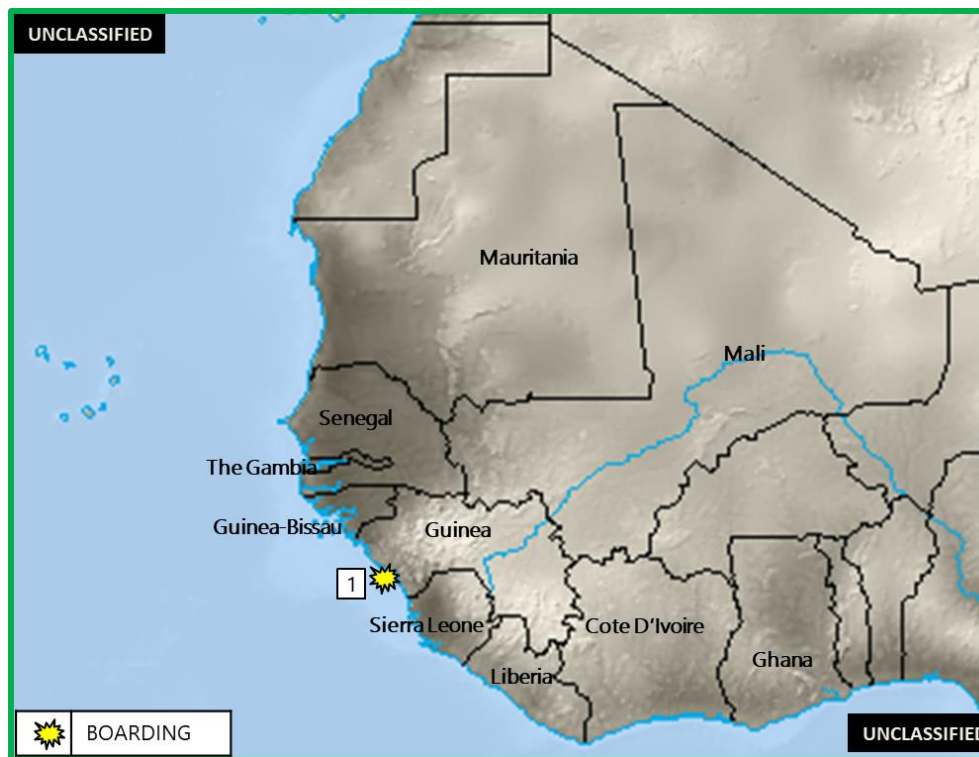 UNCLASSIFIED
Mauritania
Mali
Senegal
The Gambia
Guinea-Bissau
Guinea
1
Sierra Leone
Cote D'Ivoire
Liberia
Ghana
BOARDING
UNCLASSIFIED